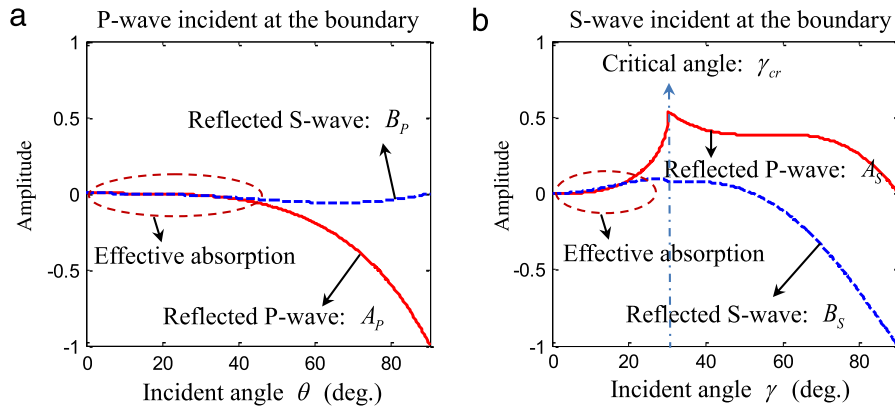 a
P-wave incident at the boundary
1
0.5
0
-0.5
-1
Amplitude
Reflected S-wave: B_P
Effective absorption
Reflected P-wave: A_P
0 20 40 60 80
Incident angle θ (deg.)
b
S-wave incident at the boundary
1
0.5
0
-0.5
-1
Amplitude
Critical angle: γ_cr
Reflected P-wave: A_S
Effective absorption
Reflected S-wave: B_S
0 20 40 60 80
Incident angle γ (deg.)